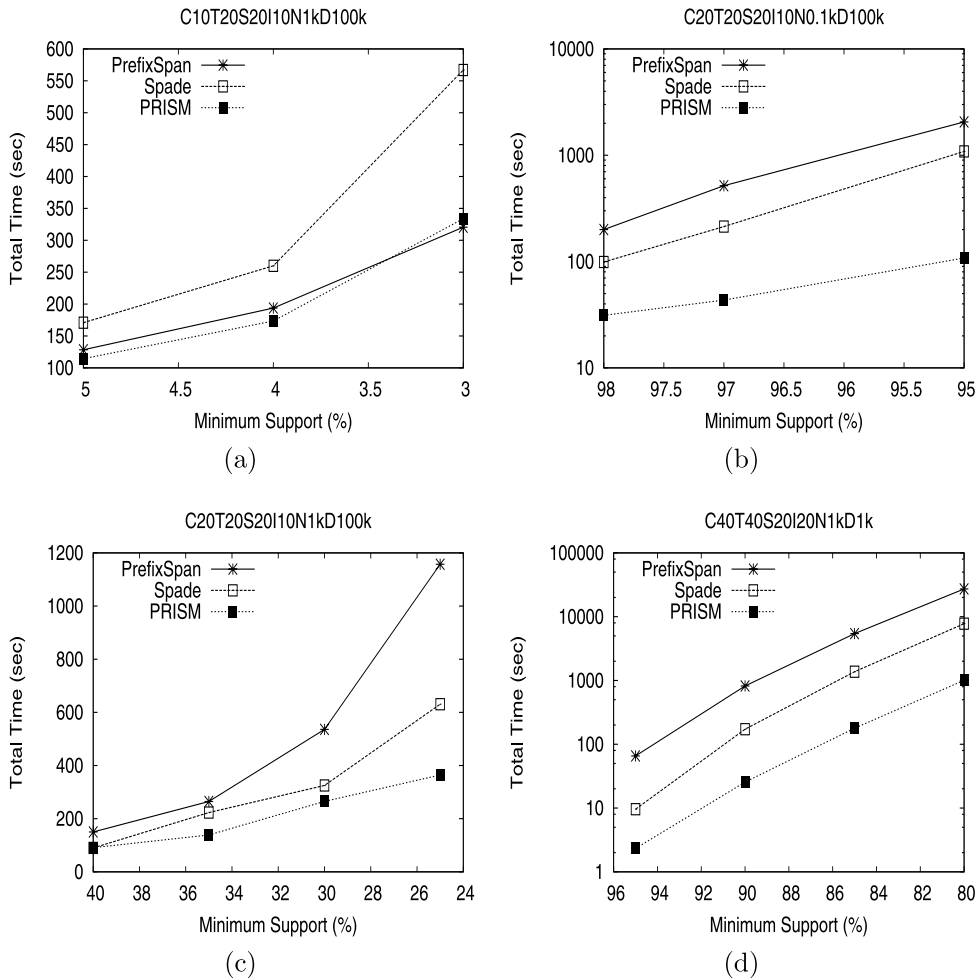 C10T20S20I10N1kD100k
600
550
500
450
400
350
300
250
200
150
100
Total Time (sec)
PrefixSpan
Spade
PRISM
5
4.5
4
3.5
3
Minimum Support (%)
(a)
C20T20S20I10N0.1kD100k
10000
1000
100
10
Total Time (sec)
PrefixSpan
Spade
PRISM
98
97.5
97
96.5
96
95.5
95
Minimum Support (%)
(b)
C20T20S20I10N1kD100k
1200
1000
800
600
400
200
0
Total Time (sec)
PrefixSpan
Spade
PRISM
40
38
36
34
32
30
28
26
24
Minimum Support (%)
(c)
C40T40S20I20N1kD1k
100000
10000
1000
100
10
1
Total Time (sec)
PrefixSpan
Spade
PRISM
96
94
92
90
88
86
84
82
80
Minimum Support (%)
(d)